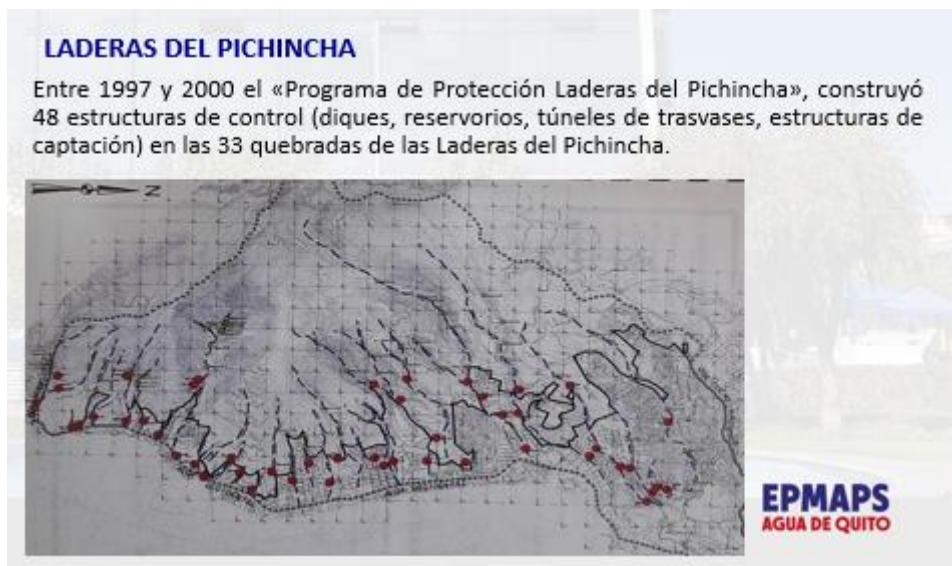 LADERAS DEL PICHINCHA
Entre 1997 y 2000 el «Programa de Protección Laderas del Pichincha», construyó
48 estructuras de control (diques, reservorios, túneles de trasvases, estructuras de
captación) en las 33 quebradas de las Laderas del Pichincha.
N
EPMAPS
AGUA DE QUITO